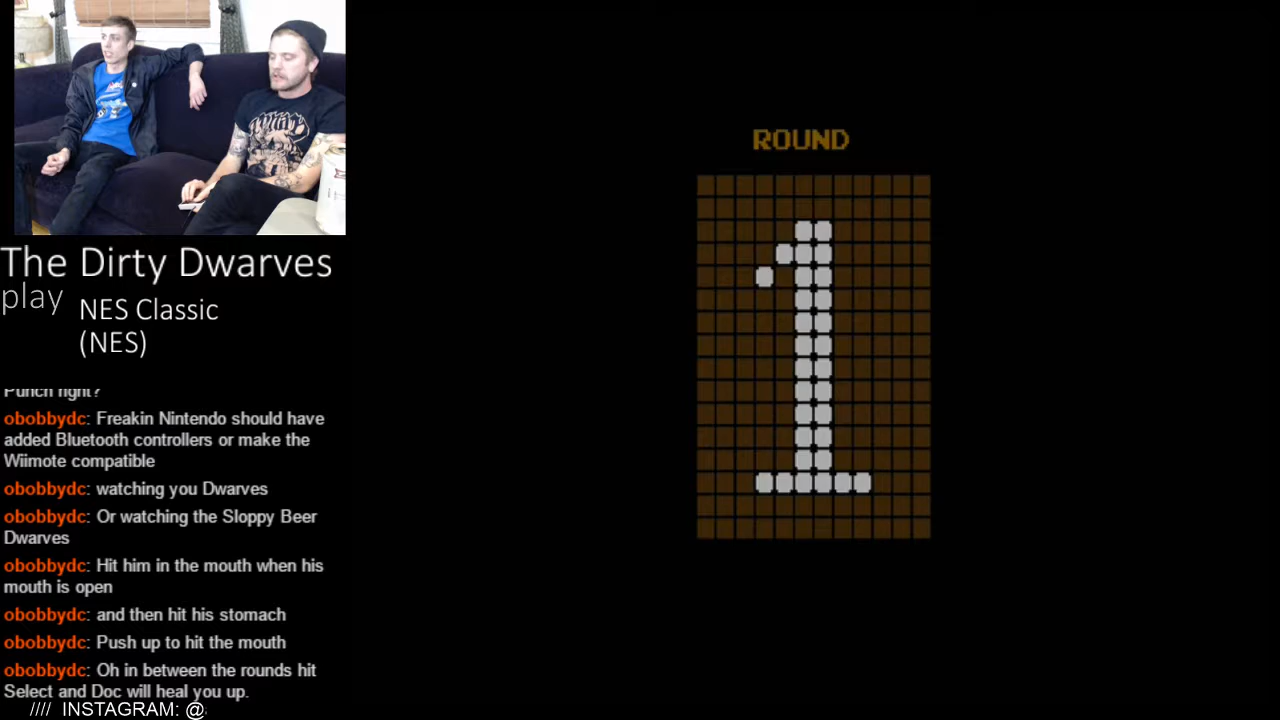 ROUND
1
The Dirty Dwarves
play
NES Classic
(NES)
Punch right?
obobbydc: Freakin Nintendo should have
added Bluetooth controllers or make the
Wiimote compatible
obobbydc: watching you Dwarves
obobbydc: Or watching the Sloppy Beer
Dwarves
obobbydc: Hit him in the mouth when his
mouth is open
obobbydc: and then hit his stomach
obobbydc: Push up to hit the mouth
obobbydc: Oh in between the rounds hit
Select and Doc will heal you up.
//// INSTAGRAM: @